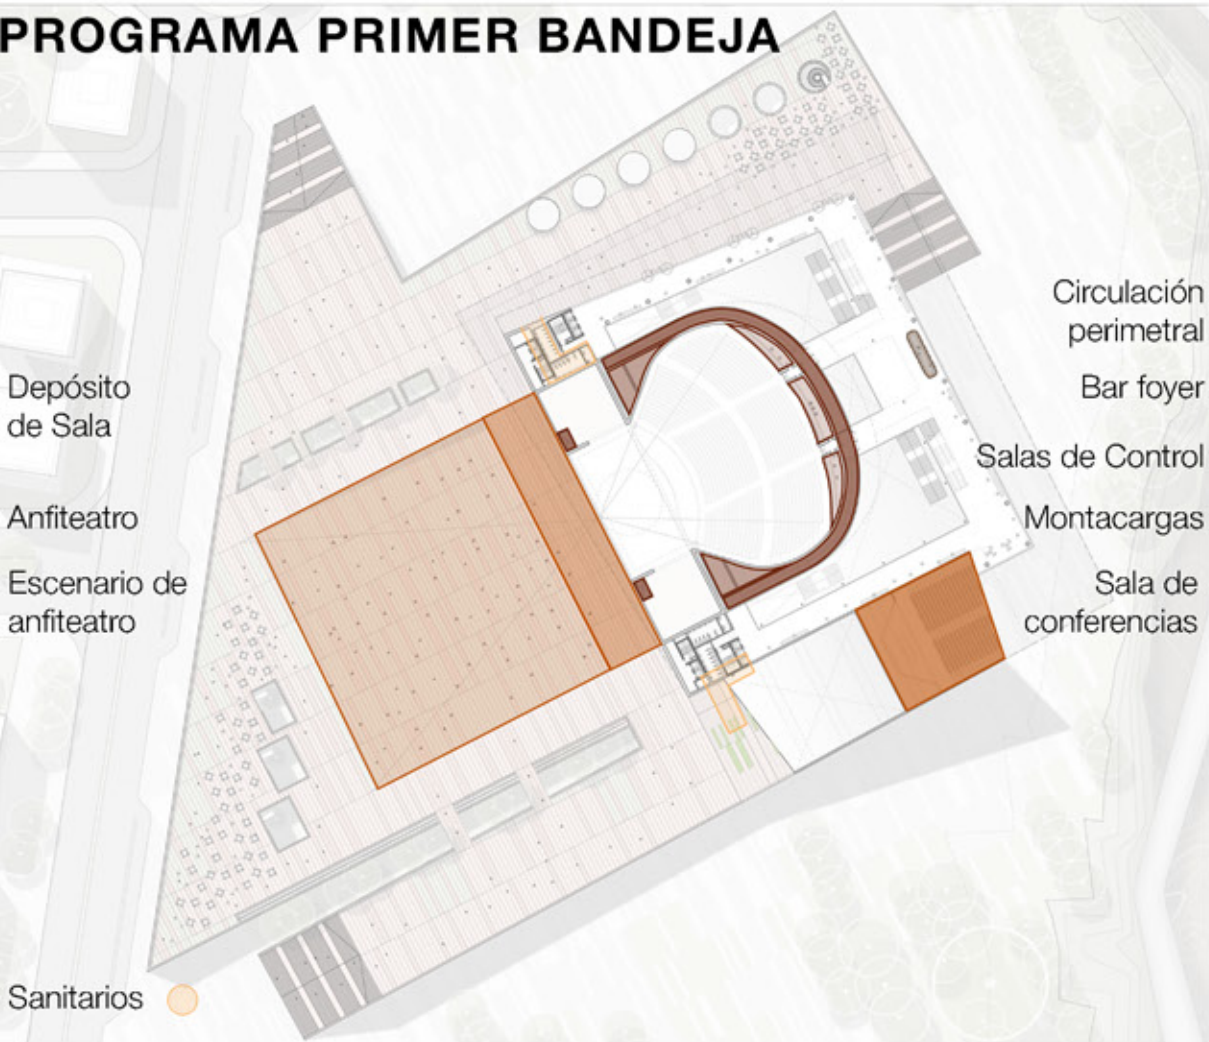 PROGRAMA PRIMER BANDEJA
Depósito
de Sala
Anfiteatro
Escenario de
anfiteatro
Sanitarios
Circulación
perimetral
Bar foyer
Salas de Control
Montacargas
Sala de
conferencias